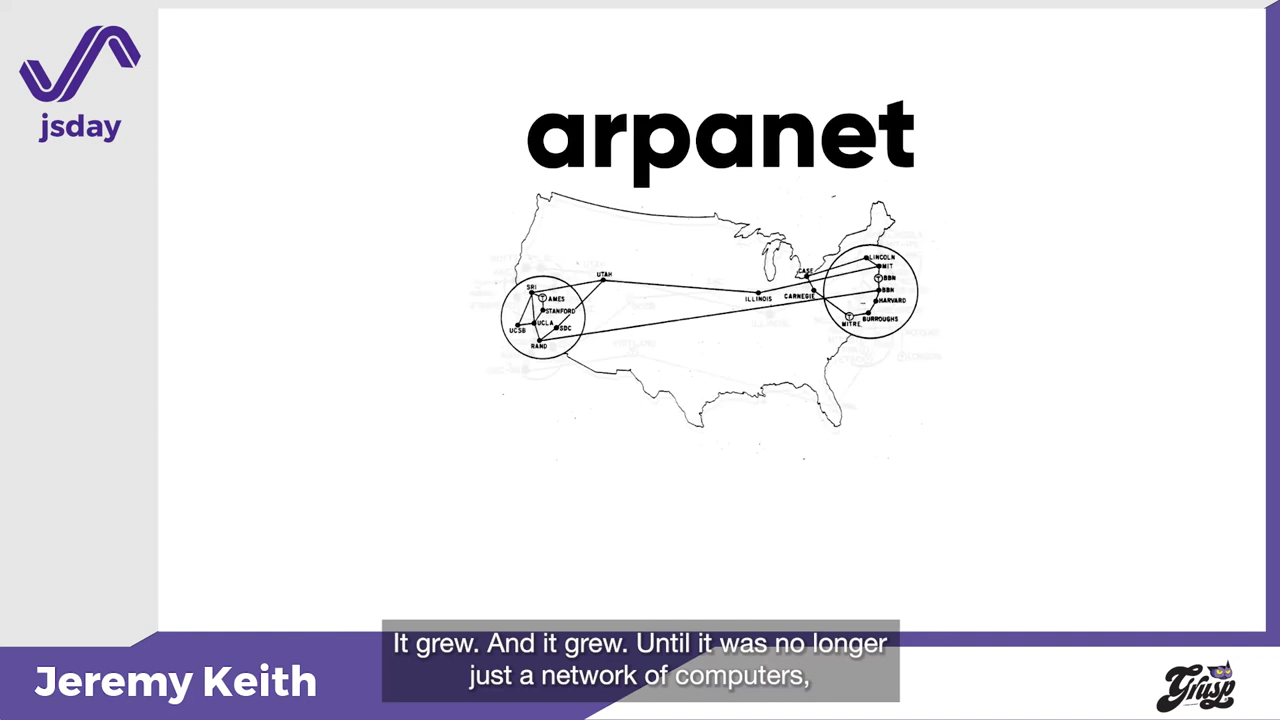 jsday
arpanet
LINCOLN
MIT
BBN
BBN
HARVARD
BURROUGHS
MITRE
CASE
CARNEGIE
ILLINOIS
UTAH
SRI
AMES
STANFORD
UCLA
SDC
UCSB
RAND
It grew. And it grew. Until it was no longer
just a network of computers,
Jeremy Keith
Grusp